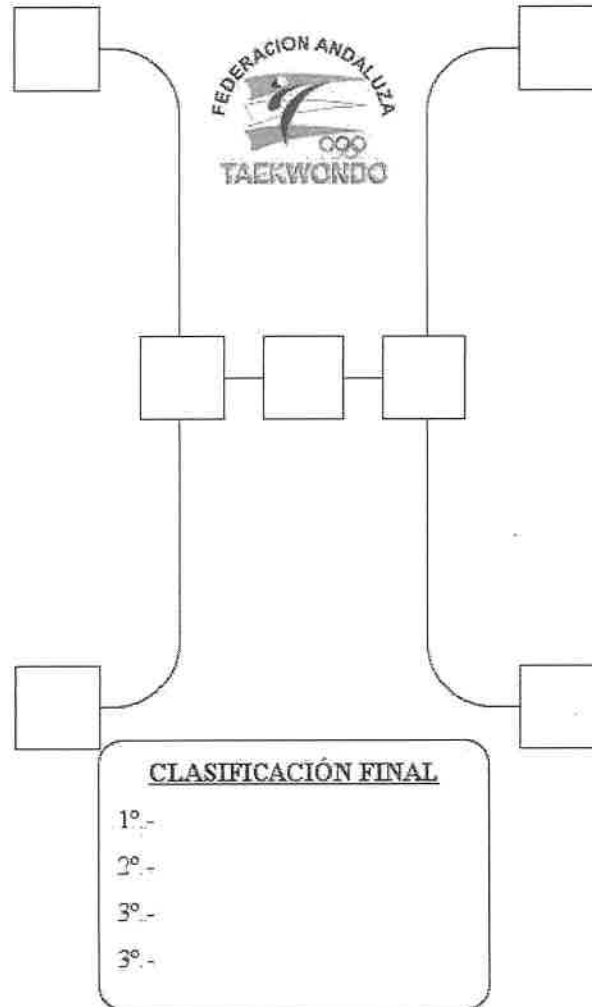 FEDERACION ANDALUZA
TAEKWONDO
CLASIFICACIÓN FINAL
1º.-
2º.-
3º.-
3º.-